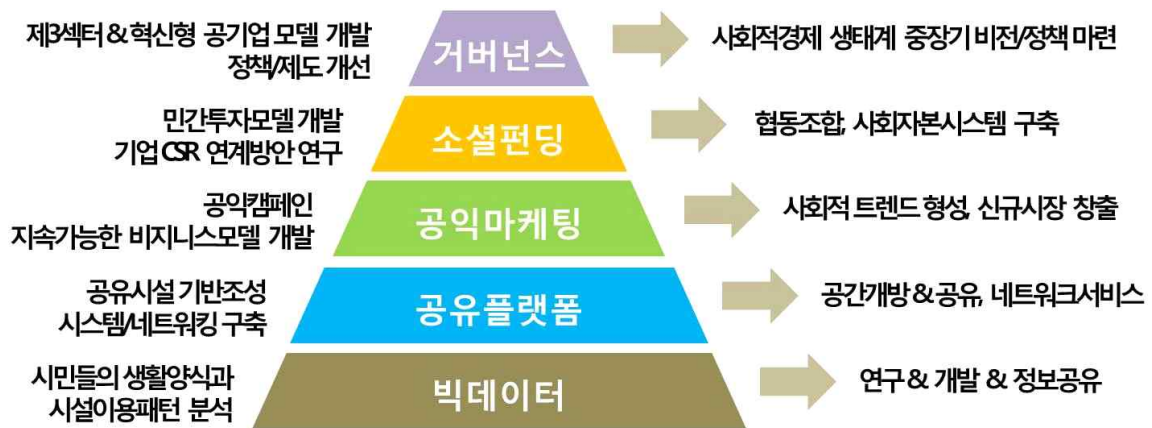 제3섹터 & 혁신형 공기업 모델 개발
정책/제도 개선
거버넌스
사회적경제 생태계 중장기 비전/정책 마련
민간투자모델 개발
기업 CSR 연계방안 연구
소셜펀딩
협동조합, 사회자본시스템 구축
공익캠페인
지속가능한 비지니스모델 개발
공익마케팅
사회적 트렌드 형성, 신규시장 창출
공유시설 기반조성
시스템/네트워킹 구축
공유플랫폼
공간개방 & 공유, 네트워크서비스
시민들의 생활양식과
시설이용패턴 분석
빅데이터
연구 & 개발 & 정보공유